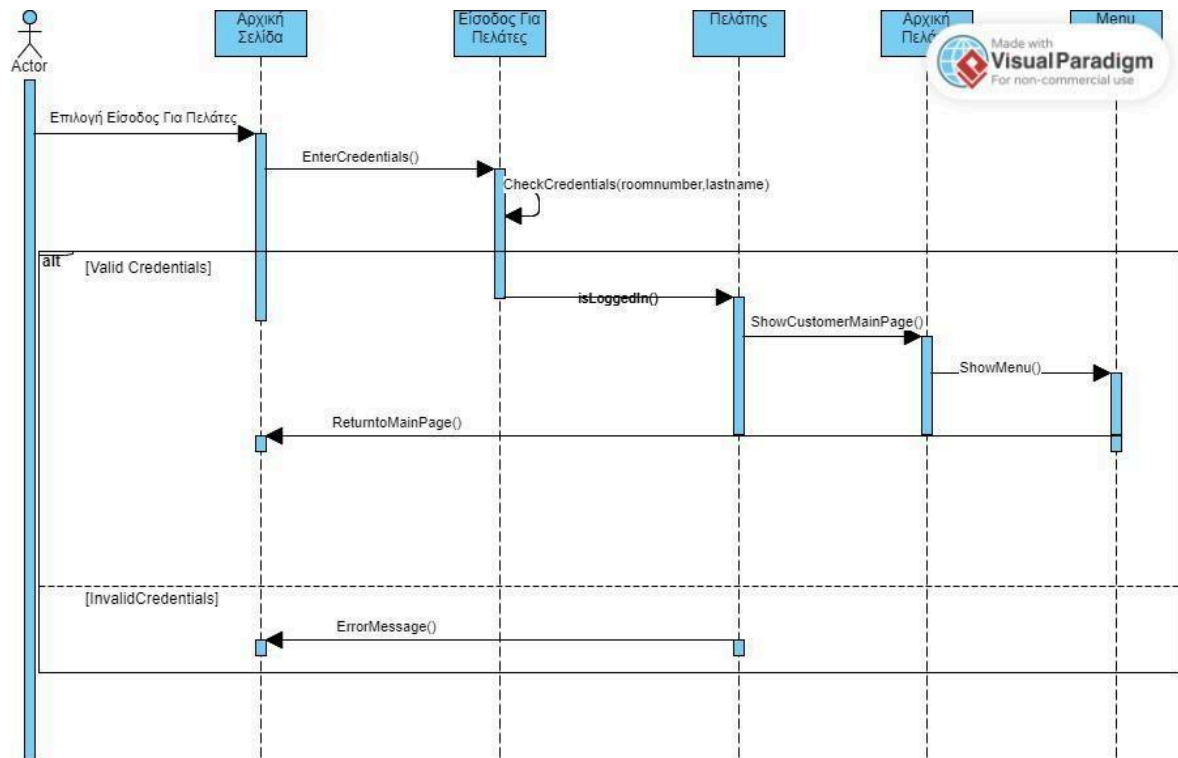 Αρχική
Σελίδα
Είσοδος Για
Πελάτες
Πελάτης
Αρχική
Menu
Made with
Visual Paradigm
For non-commercial use
Actor
Επιλογή Είσοδος Για Πελάτες
EnterCredentials()
CheckCredentials(roomnumber,lastname)
alt
[Valid Credentials]
isLoggedIn()
ShowCustomerMainPage()
ShowMenu()
ReturntoMainPage()
[InvalidCredentials]
ErrorMessage()